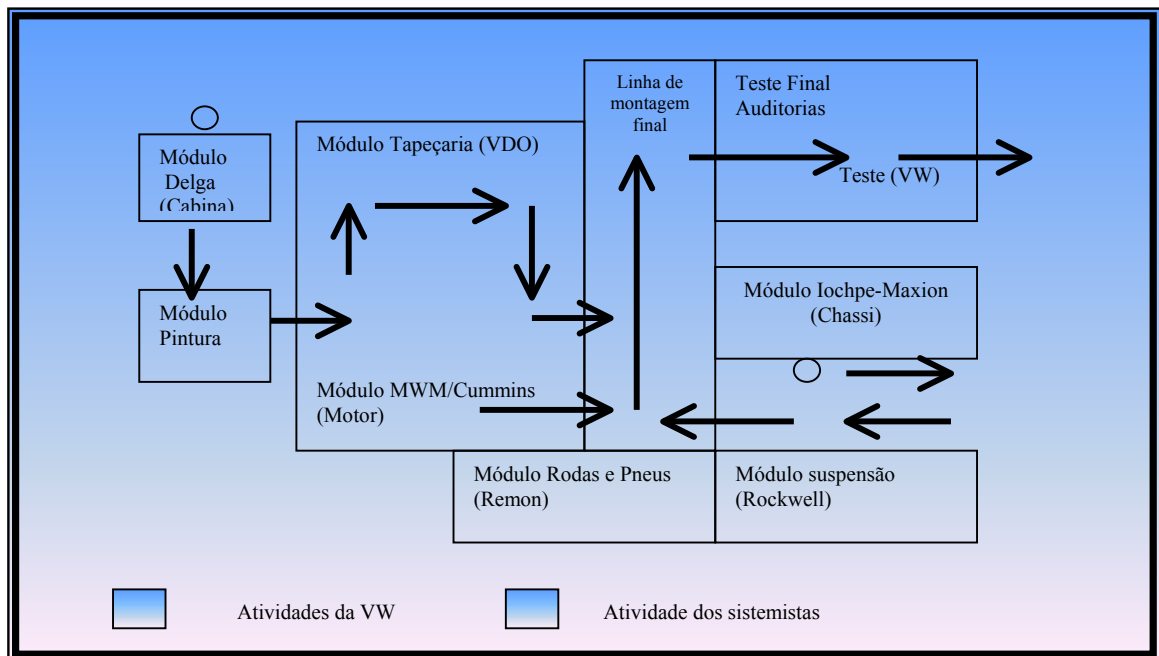 Módulo
Delga
(Cabina)
Módulo
Pintura
Módulo Tapeçaria (VDO)
Módulo MWM/Cummins
(Motor)
Linha de
montagem
final
Teste Final
Auditorias
Teste (VW)
Módulo Iochpe-Maxion
(Chassi)
Módulo Rodas e Pneus
(Remon)
Módulo suspensão
(Rockwell)
Atividades da VW
Atividade dos sistemistas